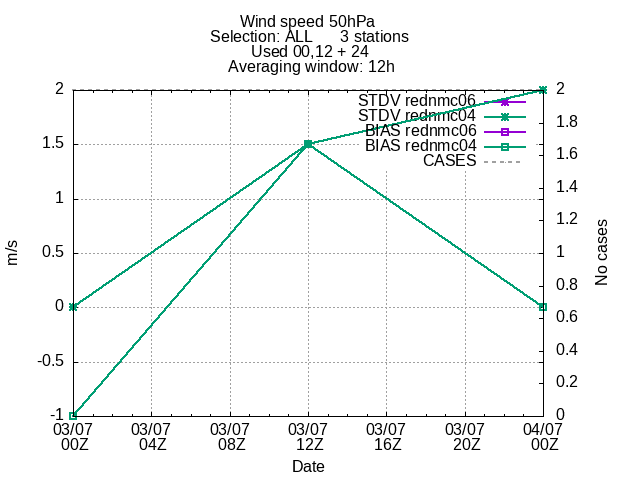 Wind speed 50hPa
Selection: ALL 3 stations
Used 00,12 + 24
Averaging window: 12h
STDV rednmc06
STDV rednmc04
BIAS rednmc06
BIAS rednmc04
CASES
2
1.5
1
0.5
0
-0.5
-1
m/s
2
1.8
1.6
1.4
1.2
1
0.8
0.6
0.4
0.2
0
No cases
03/07 03/07 03/07 03/07 03/07 03/07 04/07
00Z 04Z 08Z 12Z 16Z 20Z 00Z
Date